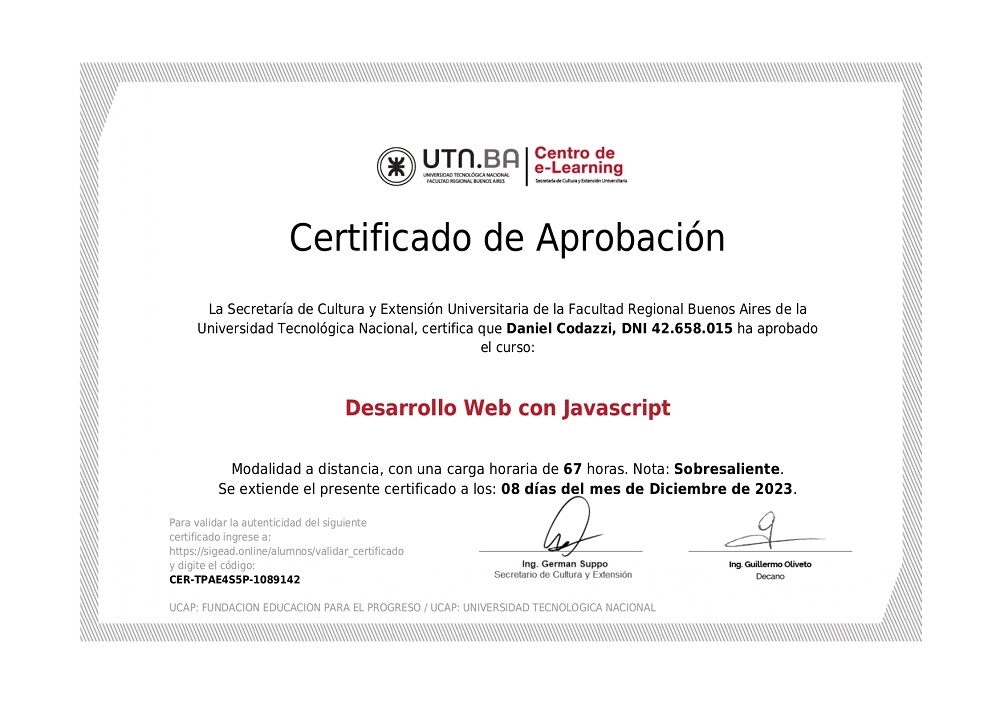 UTN.BA
UNIVERSIDAD TECNOLÓGICA NACIONAL
FACULTAD REGIONAL BUENOS AIRES
Centro de
e-Learning
Secretaría de Cultura y Extensión Universitaria
Certificado de Aprobación
La Secretaría de Cultura y Extensión Universitaria de la Facultad Regional Buenos Aires de la
Universidad Tecnológica Nacional, certifica que Daniel Codazzi, DNI 42.658.015 ha aprobado
el curso:
Desarrollo Web con Javascript
Modalidad a distancia, con una carga horaria de 67 horas. Nota: Sobresaliente.
Se extiende el presente certificado a los: 08 días del mes de Diciembre de 2023.
Para validar la autenticidad del siguiente
certificado ingrese a:
https://sigead.online/alumnos/validar_certificado
y digite el código:
CER-TPAE4S5P-1089142
Ing. German Suppo
Secretario de Cultura y Extensión
Ing. Guillermo Oliveto
Decano
UCAP: FUNDACION EDUCACION PARA EL PROGRESO / UCAP: UNIVERSIDAD TECNOLOGICA NACIONAL